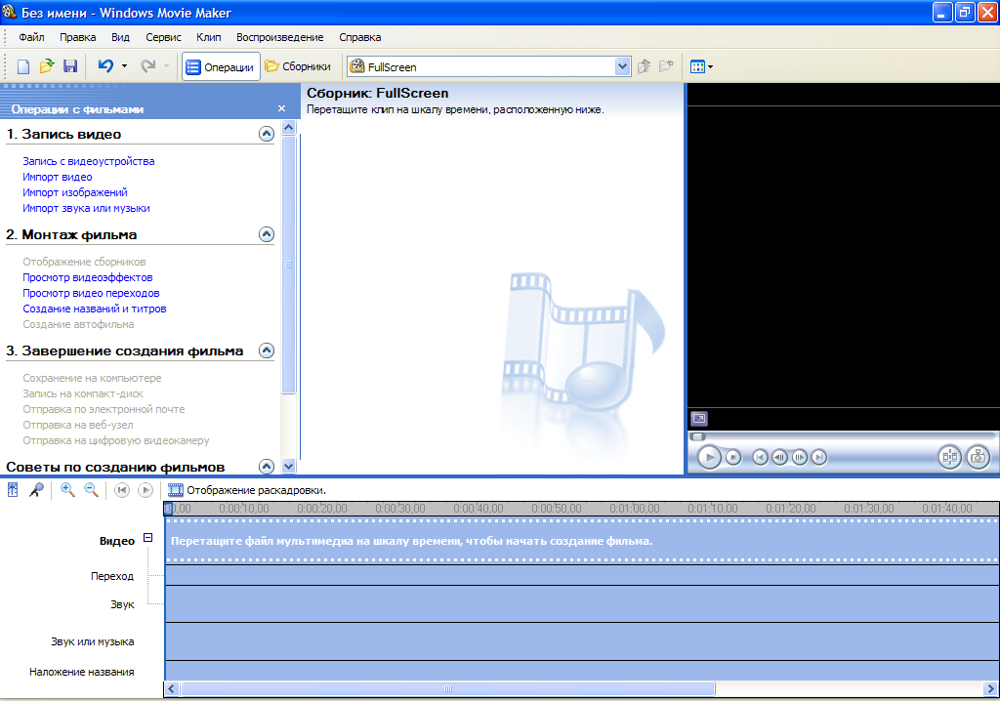 Без имени - Windows Movie Maker
Файл Правка Вид Сервис Клип Воспроизведение Справка
Операции Сборники FullScreen
Операции с фильмами
1. Запись видео
Запись с видеоустройства
Импорт видео
Импорт изображений
Импорт звука или музыки
2. Монтаж фильма
Отображение сборников
Просмотр видеоэффектов
Просмотр видео переходов
Создание названий и титров
Создание автофильма
3. Завершение создания фильма
Сохранение на компьютере
Запись на компакт-диск
Отправка по электронной почте
Отправка на веб-узел
Отправка на цифровую видеокамеру
Советы по созданию фильмов
Сборник: FullScreen
Перетащите клип на шкалу времени, расположенную ниже.
Отображение раскадровки.
0,00 0:00:10,00 0:00:20,00 0:00:30,00 0:00:40,00 0:00:50,00 0:01:00,00 0:01:10,00 0:01:20,00 0:01:30,00 0:01:40,00
Видео
Перетащите файл мультимедиа на шкалу времени, чтобы начать создание фильма.
Переход
Звук
Звук или музыка
Наложение названия